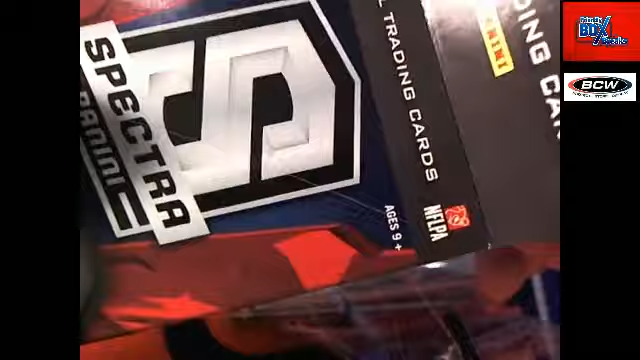 SPECTRA
PANINI
L TRADING CARDS
AGES 9 +
NFLPA
PANINI
DING CA
BOX
BCW